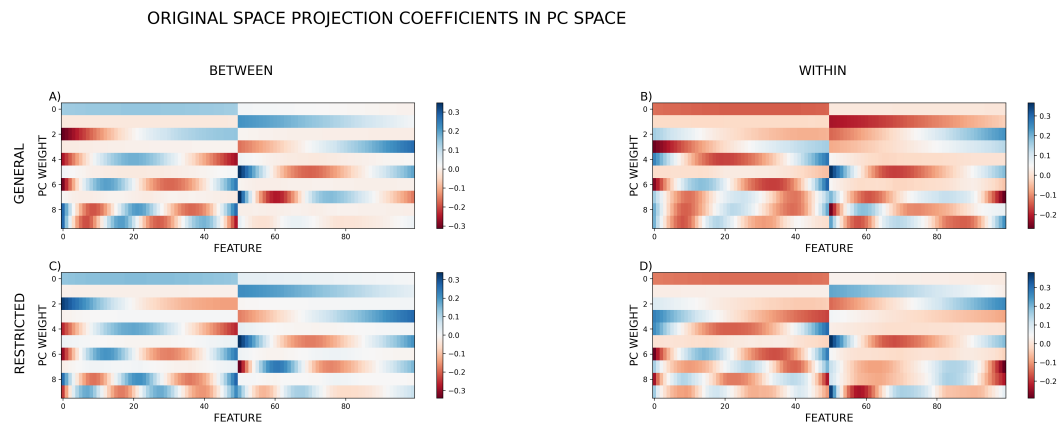 ORIGINAL SPACE PROJECTION COEFFICIENTS IN PC SPACE
BETWEEN
WITHIN
A)
B)
GENERAL
PC WEIGHT
0
2
4
6
8
0 20 40 60 80
FEATURE
0.3
0.2
0.1
0.0
−0.1
−0.2
−0.3
PC WEIGHT
0
2
4
6
8
0 20 40 60 80
FEATURE
0.3
0.2
0.1
0.0
−0.1
−0.2
C)
D)
RESTRICTED
PC WEIGHT
0
2
4
6
8
0 20 40 60 80
FEATURE
0.3
0.2
0.1
0.0
−0.1
−0.2
−0.3
PC WEIGHT
0
2
4
6
8
0 20 40 60 80
FEATURE
0.3
0.2
0.1
0.0
−0.1
−0.2